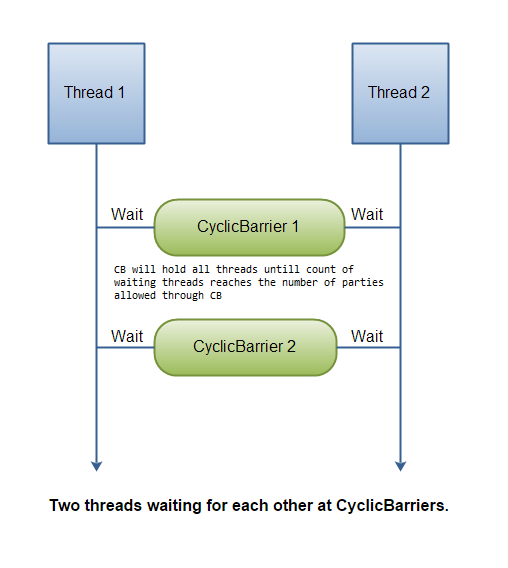 Thread 1
Thread 2
Wait
CyclicBarrier 1
Wait
CB will hold all threads untill count of
waiting threads reaches the number of parties
allowed through CB
Wait
CyclicBarrier 2
Wait
Two threads waiting for each other at CyclicBarriers.